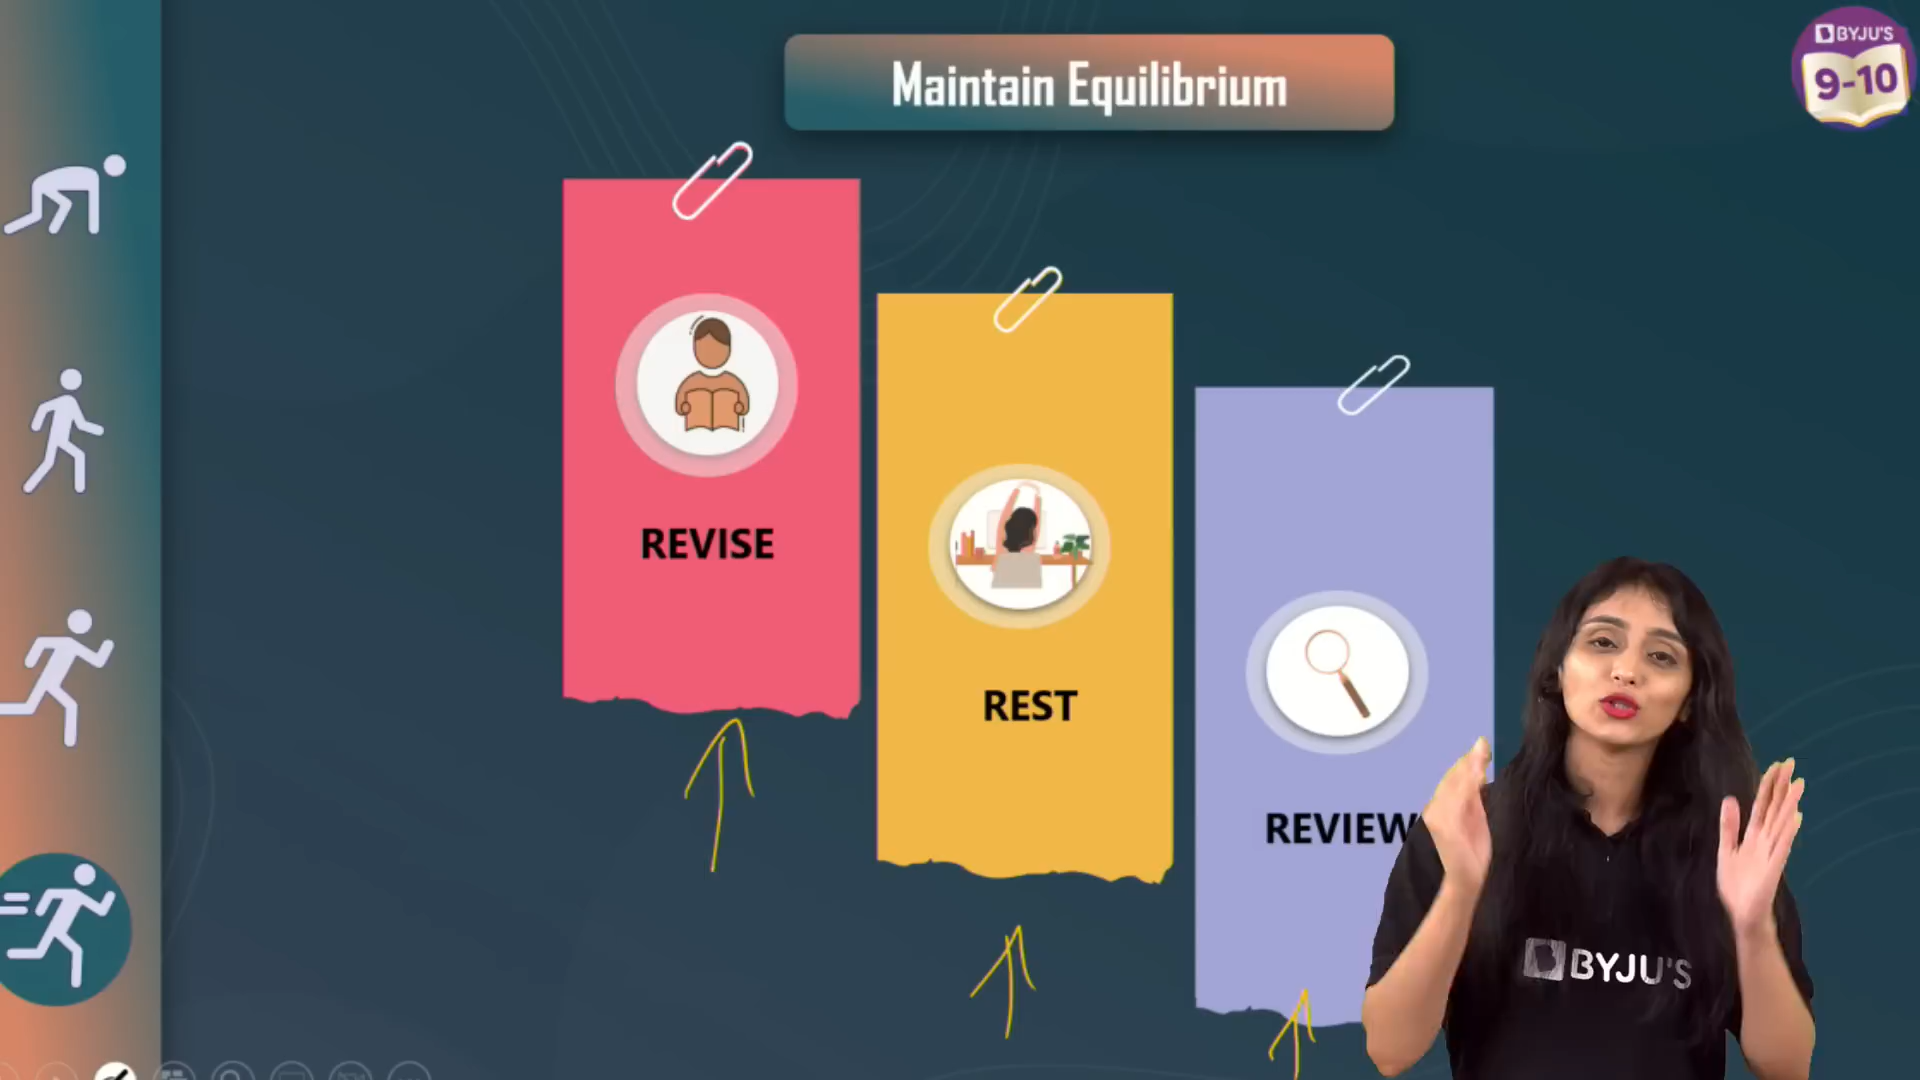 Maintain Equilibrium
BYJU'S
9-10
REVISE
REST
REVIEW
BYJU'S